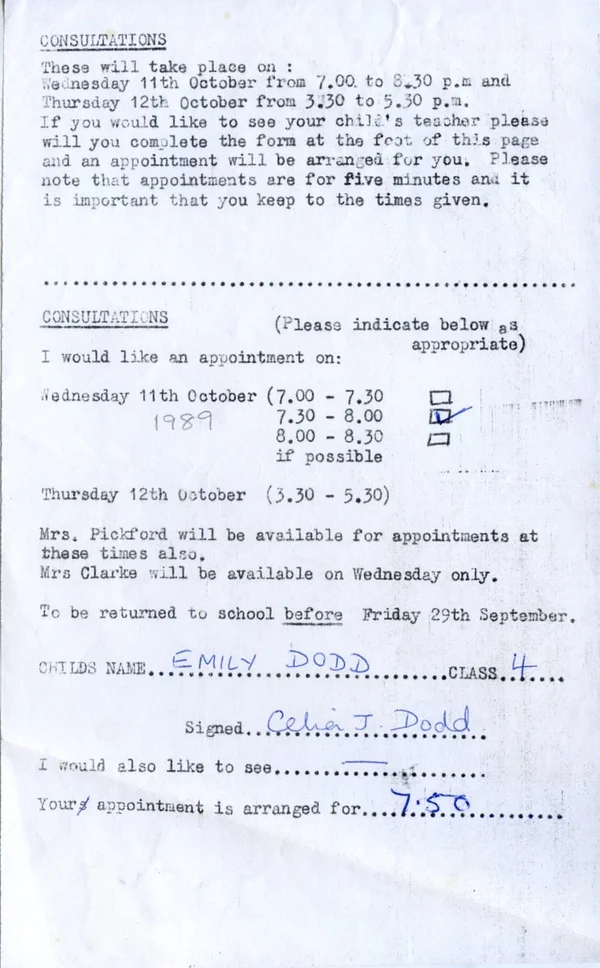 CONSULTATIONS
These will take place on :
Wednesday 11th October from 7.00. to 8.30 p.m and
Thursday 12th October from 3.30 to 5.30 p.m.
If you would like to see your child's teacher please
will you complete the form at the foot of this page
and an appointment will be arranged for you. Please
note that appointments are for five minutes and it
is important that you keep to the times given.
CONSULTATIONS
(Please indicate below as
appropriate)
I would like an appointment on:
Wednesday 11th October (7.00 - 7.30
1989 7.30 - 8.00
8.00 - 8.30
if possible
Thursday 12th October (3.30 - 5.30)
Mrs. Pickford will be available for appointments at
these times also.
Mrs Clarke will be available on Wednesday only.
To be returned to school before Friday 29th September.
CHILDS NAME...EMILY DODD...CLASS..4....
Signed..Celia J. Dodd
I would also like to see.......—.......
Your appointment is arranged for....7.50.......